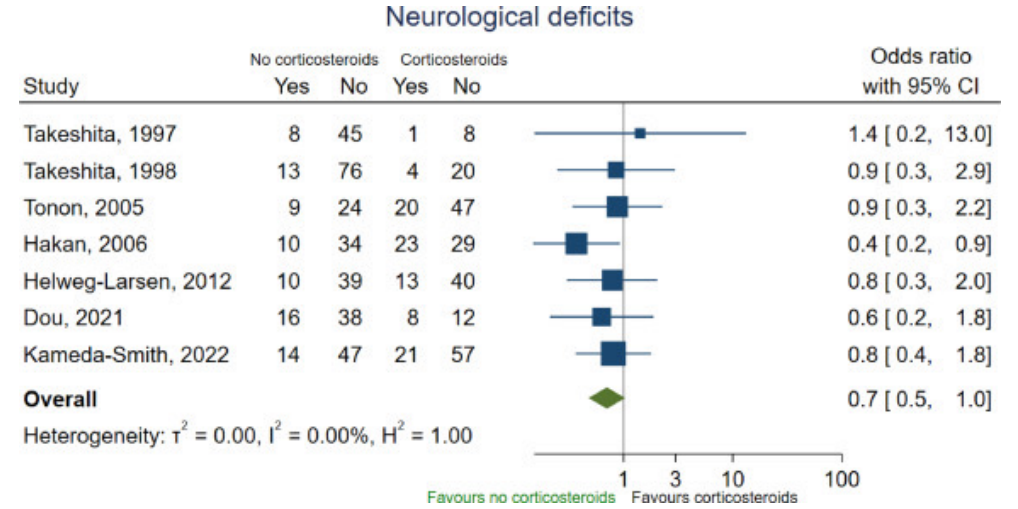 Neurological deficits
No corticosteroids Corticosteroids Odds ratio
Study Yes No Yes No with 95% CI
Takeshita, 1997 8 45 1 8 1.4 [ 0.2, 13.0]
Takeshita, 1998 13 76 4 20 0.9 [ 0.3, 2.9]
Tonon, 2005 9 24 20 47 0.9 [ 0.3, 2.2]
Hakan, 2006 10 34 23 29 0.4 [ 0.2, 0.9]
Helweg-Larsen, 2012 10 39 13 40 0.8 [ 0.3, 2.0]
Dou, 2021 16 38 8 12 0.6 [ 0.2, 1.8]
Kameda-Smith, 2022 14 47 21 57 0.8 [ 0.4, 1.8]
Overall 0.7 [ 0.5, 1.0]
Heterogeneity: τ² = 0.00, I² = 0.00%, H² = 1.00
1 3 10 100
Favours no corticosteroids Favours corticosteroids